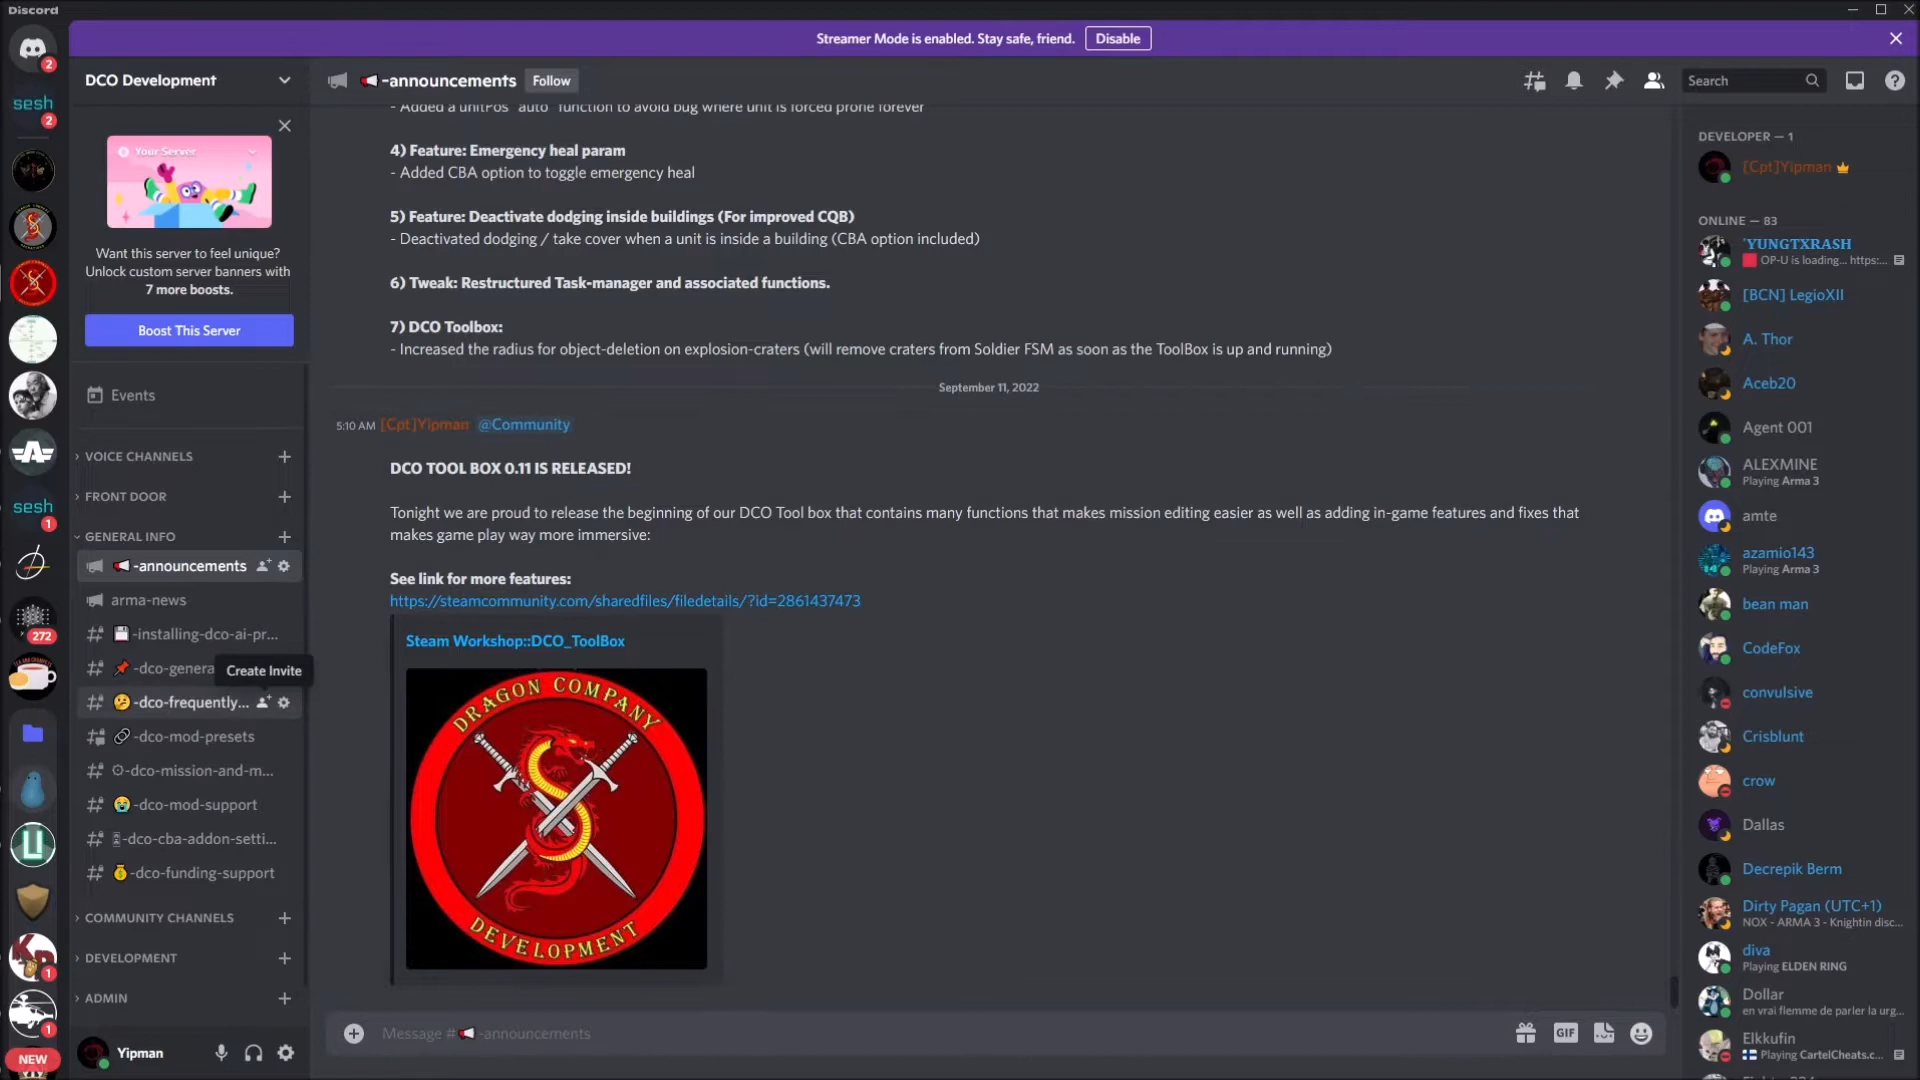 Discord
Streamer Mode is enabled. Stay safe, friend.
Disable
2
sesh
2
sesh
1
272
1
1
NEW
DCO Development
Your Server
Want this server to feel unique?
Unlock custom server banners with
7 more boosts.
Boost This Server
Events
VOICE CHANNELS
FRONT DOOR
GENERAL INFO
-announcements
arma-news
-installing-dco-ai-pr...
-dco-genera
Create Invite
-dco-frequently...
-dco-mod-presets
-dco-mission-and-m...
-dco-mod-support
-dco-cba-addon-setti...
-dco-funding-support
COMMUNITY CHANNELS
DEVELOPMENT
ADMIN
Yipman
-announcements
Follow
Search
- Added a unitPos "auto" function to avoid bug where unit is forced prone forever
4) Feature: Emergency heal param
- Added CBA option to toggle emergency heal
5) Feature: Deactivate dodging inside buildings (For improved CQB)
- Deactivated dodging / take cover when a unit is inside a building (CBA option included)
6) Tweak: Restructured Task-manager and associated functions.
7) DCO Toolbox:
- Increased the radius for object-deletion on explosion-craters (will remove craters from Soldier FSM as soon as the ToolBox is up and running)
September 11, 2022
5:10 AM [Cpt]Yipman @Community
DCO TOOL BOX 0.11 IS RELEASED!
Tonight we are proud to release the beginning of our DCO Tool box that contains many functions that makes mission editing easier as well as adding in-game features and fixes that
makes game play way more immersive:
See link for more features:
https://steamcommunity.com/sharedfiles/filedetails/?id=2861437473
Steam Workshop::DCO_ToolBox
DRAGON COMPANY
DEVELOPMENT
Message # -announcements
GIF
DEVELOPER — 1
[Cpt]Yipman
ONLINE — 83
`YUNGTXRASH
OP-U is loading... https:...
[BCN] LegioXII
A. Thor
Aceb20
Agent 001
ALEXMINE
Playing Arma 3
amte
azamio143
Playing Arma 3
bean man
CodeFox
convulsive
Crisblunt
crow
Dallas
Decrepik Berm
Dirty Pagan (UTC+1)
NOX - ARMA 3 - Knightin disc...
diva
Playing ELDEN RING
Dollar
en vrai flemme de parler la urg...
Elkkufin
Playing CartelCheats.c...